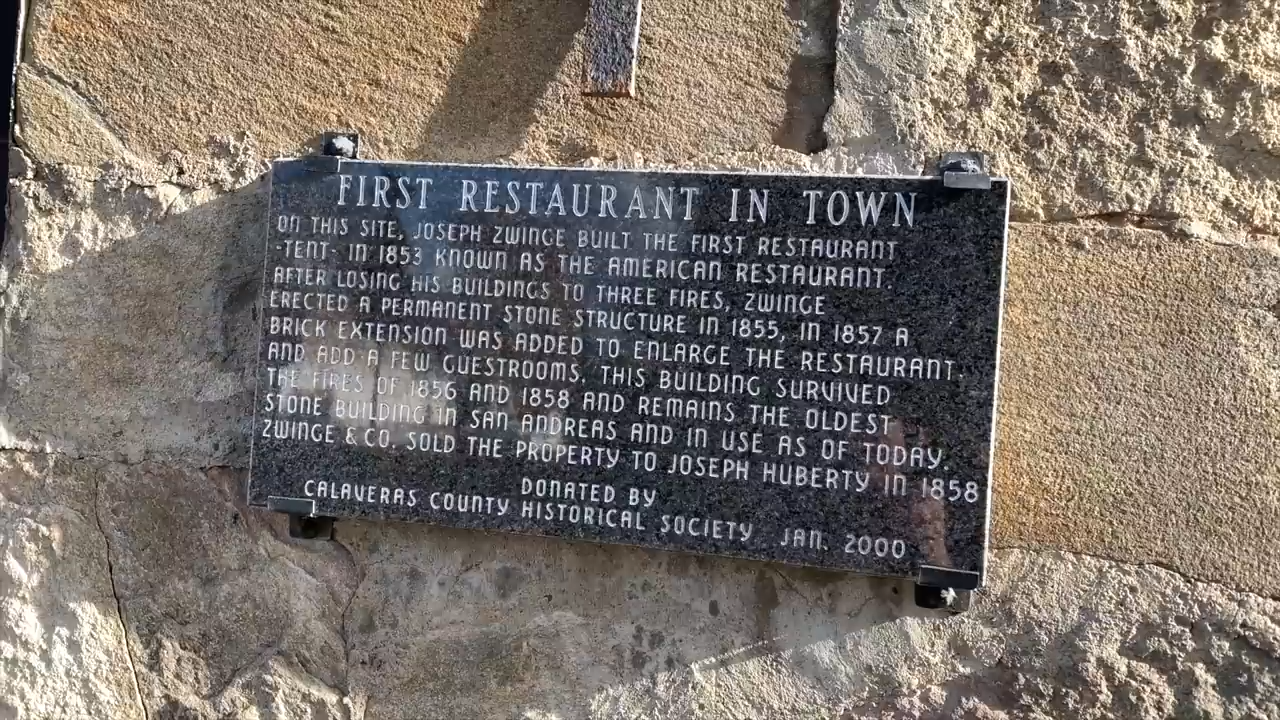 FIRST RESTAURANT IN TOWN
ON THIS SITE, JOSEPH ZWINGE BUILT THE FIRST RESTAURANT
-TENT- IN 1853 KNOWN AS THE AMERICAN RESTAURANT.
AFTER LOSING HIS BUILDINGS TO THREE FIRES, ZWINGE
ERECTED A PERMANENT STONE STRUCTURE IN 1855, IN 1857 A
BRICK EXTENSION WAS ADDED TO ENLARGE THE RESTAURANT.
AND ADD A FEW GUESTROOMS. THIS BUILDING SURVIVED
THE FIRES OF 1856 AND 1858 AND REMAINS THE OLDEST
STONE BUILDING IN SAN ANDREAS AND IN USE AS OF TODAY.
ZWINGE & CO. SOLD THE PROPERTY TO JOSEPH HUBERTY IN 1858
DONATED BY
CALAVERAS COUNTY HISTORICAL SOCIETY JAN. 2000